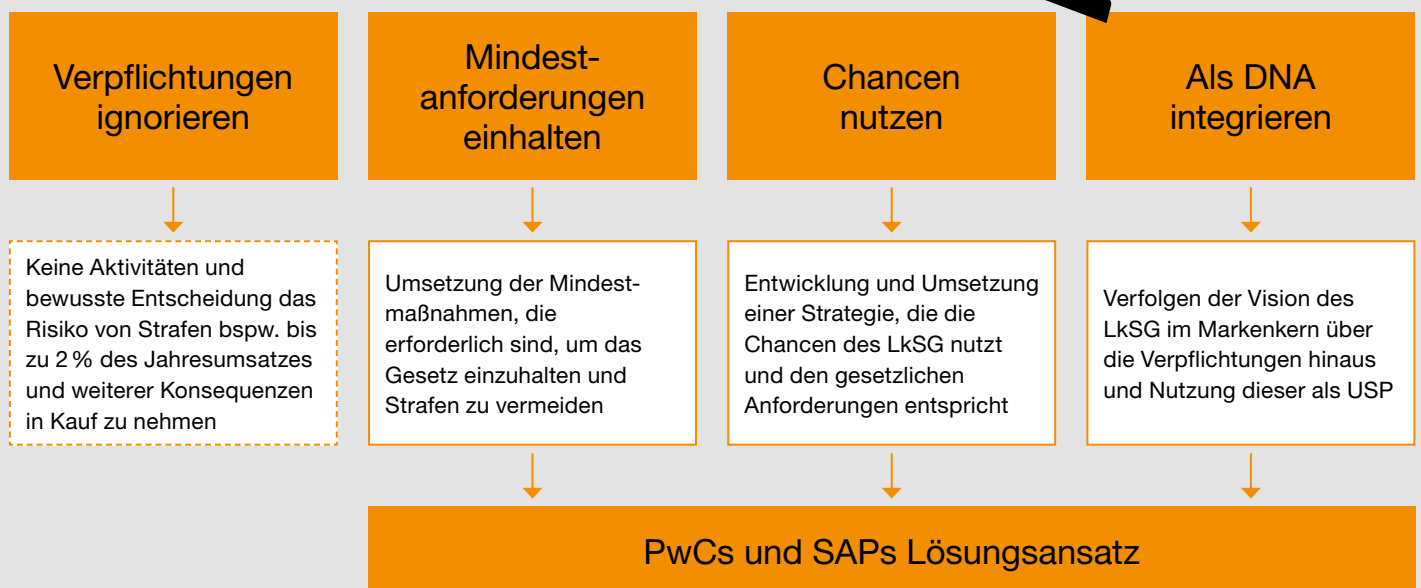 Verpflichtungen
ignorieren
Mindest-
anforderungen
einhalten
Chancen
nutzen
Als DNA
integrieren
Keine Aktivitäten und
bewusste Entscheidung das
Risiko von Strafen bspw. bis
zu 2 % des Jahresumsatzes
und weiterer Konsequenzen
in Kauf zu nehmen
Umsetzung der Mindest-
maßnahmen, die
erforderlich sind, um das
Gesetz einzuhalten und
Strafen zu vermeiden
Entwicklung und Umsetzung
einer Strategie, die die
Chancen des LkSG nutzt
und den gesetzlichen
Anforderungen entspricht
Verfolgen der Vision des
LkSG im Markenkern über
die Verpflichtungen hinaus
und Nutzung dieser als USP
PwCs und SAPs Lösungsansatz